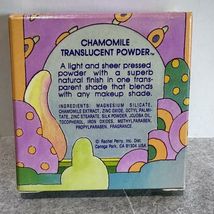 CHAMOMILE
TRANSLUCENT POWDER™
A light and sheer pressed
powder with a superb
natural finish in one trans-
parent shade that blends
with any makeup shade.
INGREDIENTS: MAGNESIUM SILICATE,
CHAMOMILE EXTRACT, ZINC OXIDE, OCTYL PALMI-
TATE, ZINC STEARATE, SILK POWDER, JOJOBA OIL,
TOCOPHEROL, IRON OXIDES, METHYLPARABEN,
PROPYLPARABEN, FRAGRANCE.
© Rachel Perry, Inc. Dist.
Canoga Park, CA 91304 USA